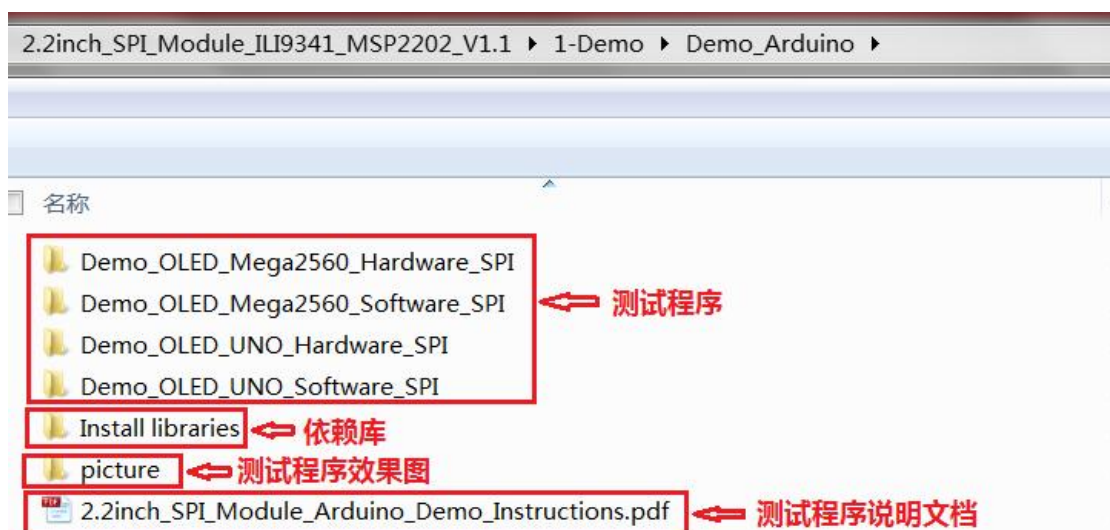 2.2inch_SPI_Module_ILI9341_MSP2202_V1.1 ▸ 1-Demo ▸ Demo_Arduino ▸
名称
Demo_OLED_Mega2560_Hardware_SPI
Demo_OLED_Mega2560_Software_SPI
测试程序
Demo_OLED_UNO_Hardware_SPI
Demo_OLED_UNO_Software_SPI
Install libraries 依赖库
picture 测试程序效果图
2.2inch_SPI_Module_Arduino_Demo_Instructions.pdf 测试程序说明文档